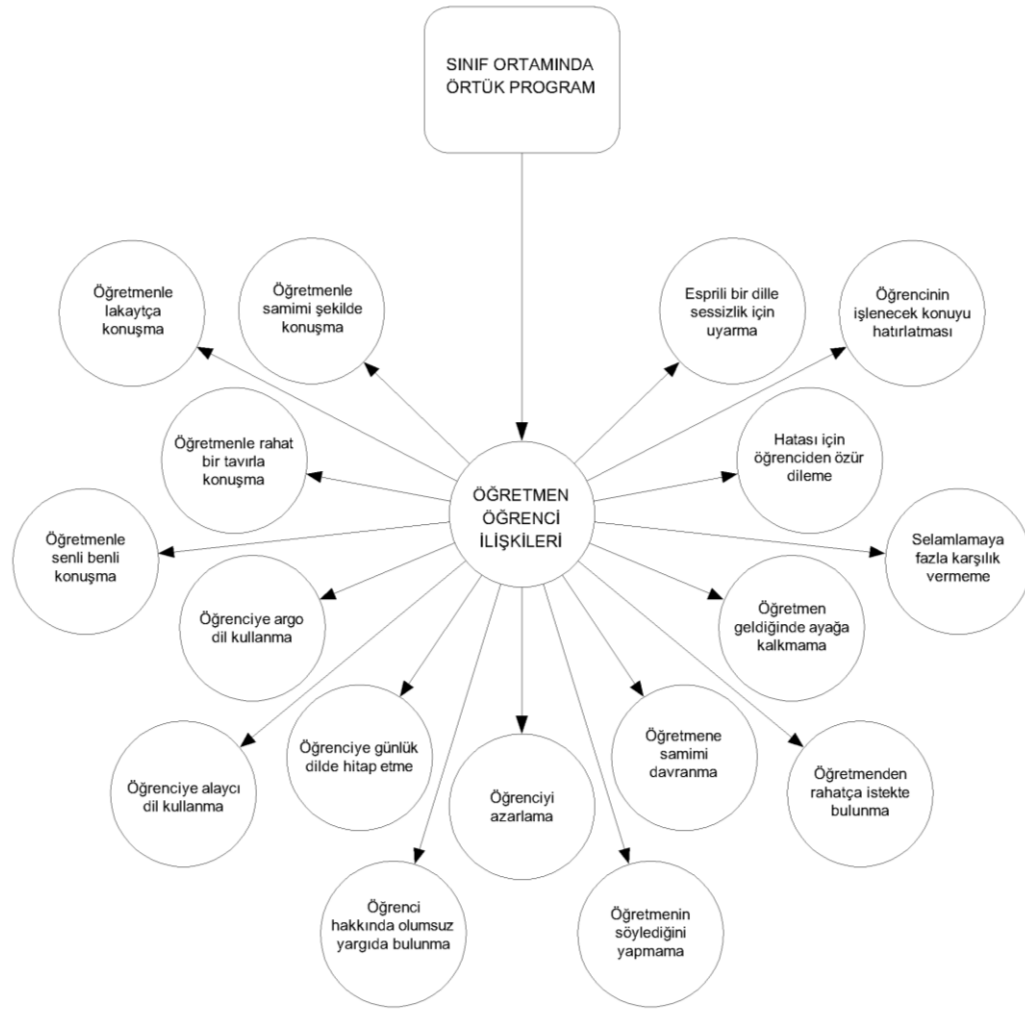 SINIF ORTAMINDA
ÖRTÜK PROGRAM
Öğretmenle
lakaytça
konuşma
Öğretmenle
samimi şekilde
konuşma
Esprili bir dille
sessizlik için
uyarma
Öğrencinin
işlenecek konuyu
hatırlatması
Öğretmenle rahat
bir tavırla
konuşma
Hatası için
öğrenciden özür
dileme
ÖĞRETMEN
ÖĞRENCİ
İLİŞKİLERİ
Öğretmenle
senli benli
konuşma
Selamlamaya
fazla karşılık
vermeme
Öğrenciye argo
dil kullanma
Öğretmen
geldiğinde ayağa
kalkmama
Öğrenciye alaycı
dil kullanma
Öğrenciye günlük
dilde hitap etme
Öğrenciyi
azarlama
Öğretmene
samimi
davranma
Öğretmenden
rahatça istekte
bulunma
Öğrenci
hakkında olumsuz
yargıda bulunma
Öğretmenin
söylediğini
yapmama